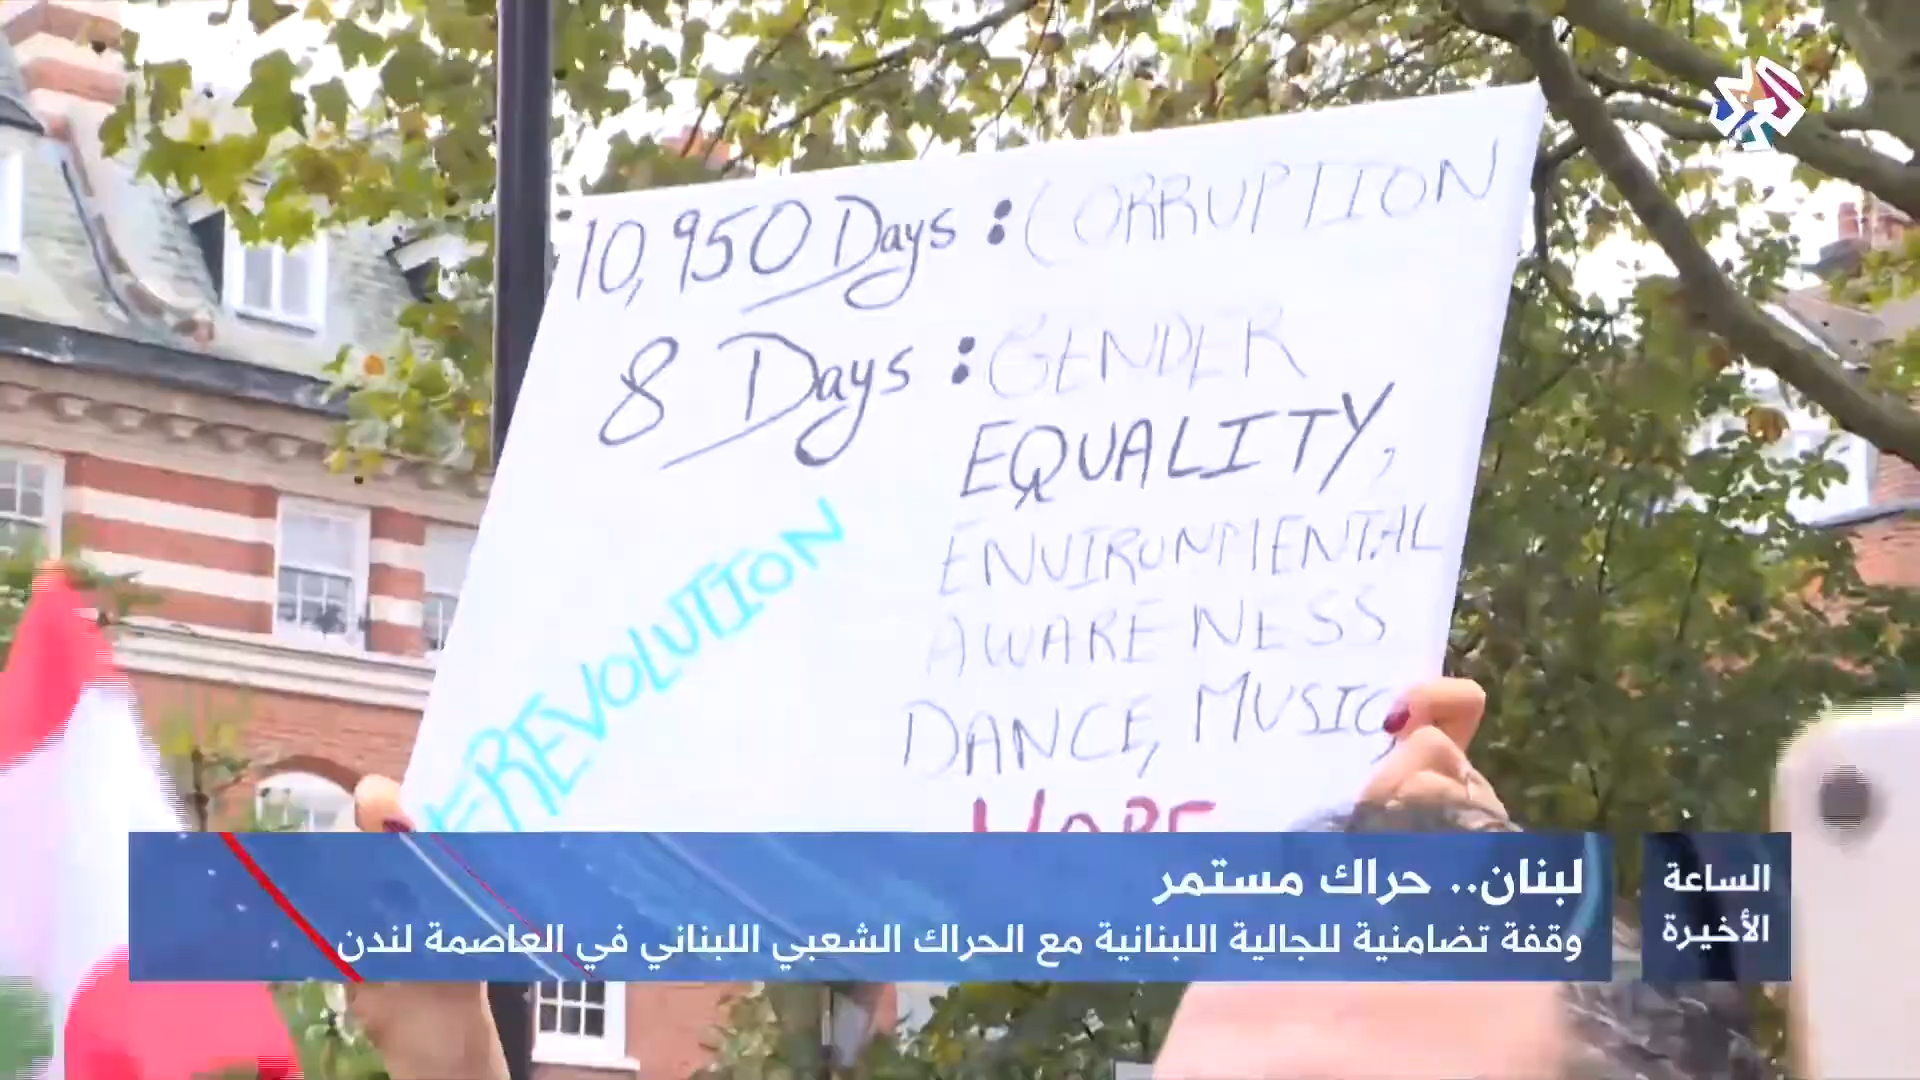 10,950 Days : CORRUPTION
8 Days : GENDER
EQUALITY,
ENVIRONMENTAL
AWARENESS
DANCE, MUSIC,
HOPE
#REVOLUTION
لبنان.. حراك مستمر
وقفة تضامنية للجالية اللبنانية مع الحراك الشعبي اللبناني في العاصمة لندن
الساعة
الأخيرة